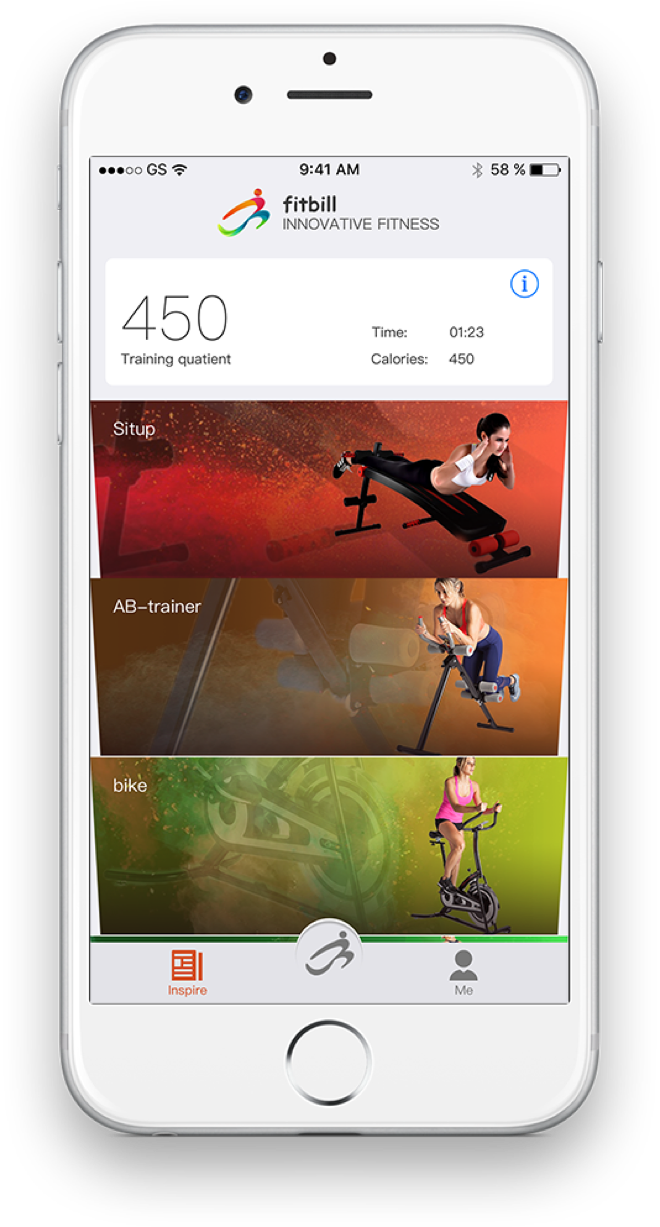 ●●●○○ GS 9:41 AM 58 %
fitbill
INNOVATIVE FITNESS
450
Training quatient
i
Time: 01:23
Calories: 450
Situp
AB-trainer
bike
Inspire
Me